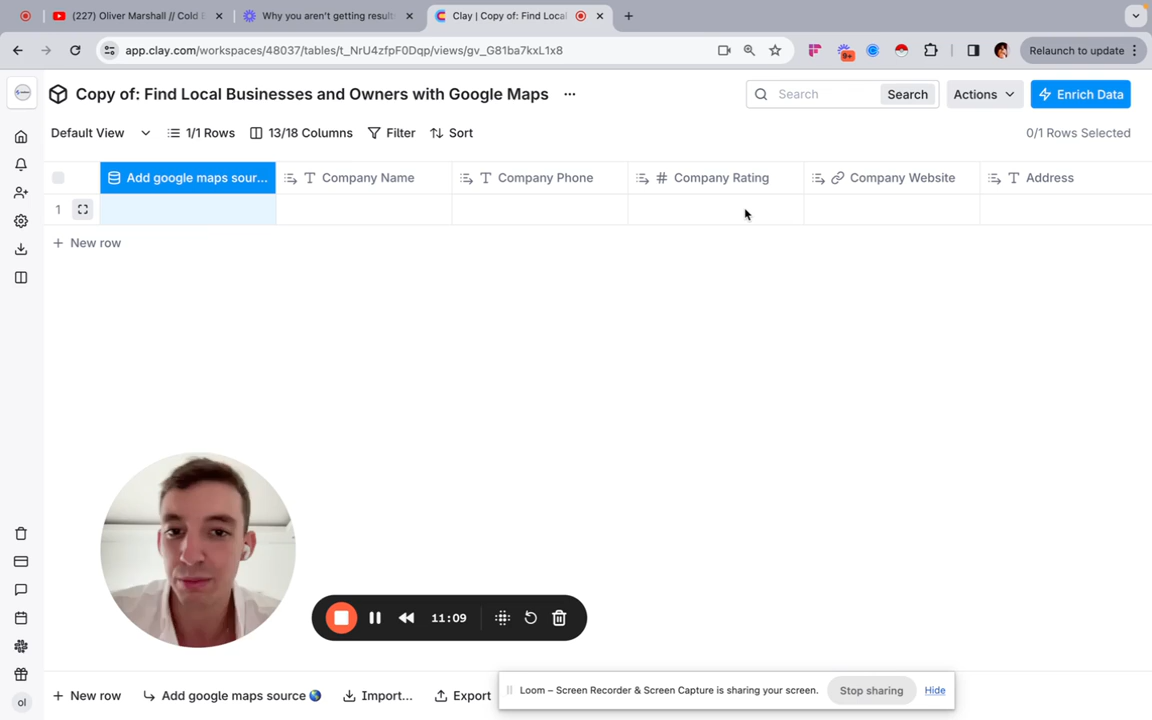 (227) Oliver Marshall // Cold E
Why you aren't getting result
Clay | Copy of: Find Local
app.clay.com/workspaces/48037/tables/t_NrU4zfpF0Dqp/views/gv_G81ba7kxL1x8
9+
Relaunch to update
Copy of: Find Local Businesses and Owners with Google Maps
Search
Search
Actions
Enrich Data
Default View
1/1 Rows
13/18 Columns
Filter
Sort
0/1 Rows Selected
Add google maps sour...
Company Name
Company Phone
Company Rating
Company Website
Address
1
+ New row
11:09
+ New row
Add google maps source
Import...
Export
Loom – Screen Recorder & Screen Capture is sharing your screen.
Stop sharing
Hide
ol